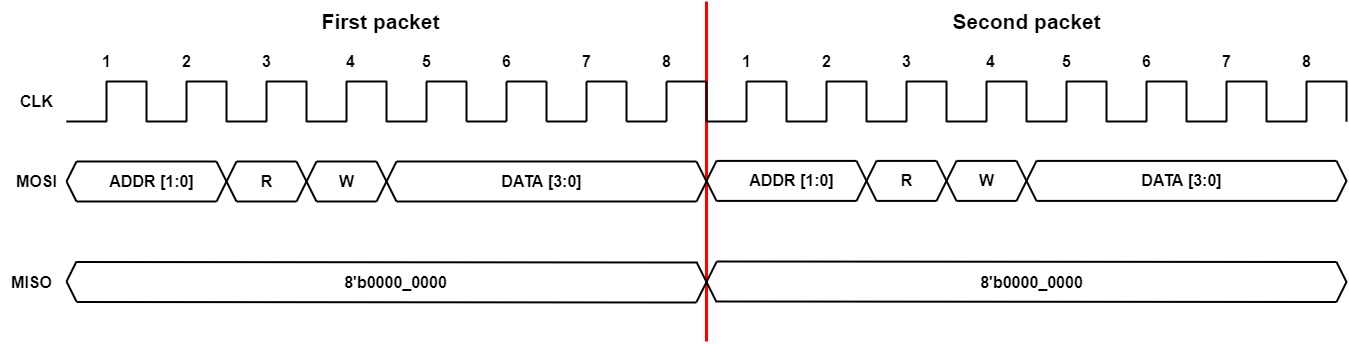 First packet Second packet
1 2 3 4 5 6 7 8 1 2 3 4 5 6 7 8
CLK
MOSI ADDR [1:0] R W DATA [3:0] ADDR [1:0] R W DATA [3:0]
MISO 8'b0000_0000 8'b0000_0000